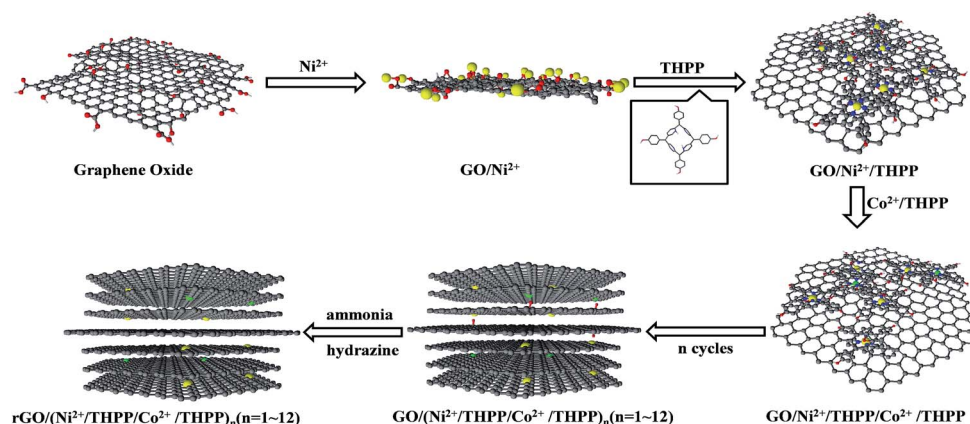 Ni²⁺
THPP
Graphene Oxide
GO/Ni²⁺
GO/Ni²⁺/THPP
Co²⁺/THPP
ammonia
hydrazine
n cycles
rGO/(Ni²⁺/THPP/Co²⁺ /THPP)ₙ(n=1~12)
GO/(Ni²⁺/THPP/Co²⁺ /THPP)ₙ(n=1~12)
GO/Ni²⁺/THPP/Co²⁺ /THPP